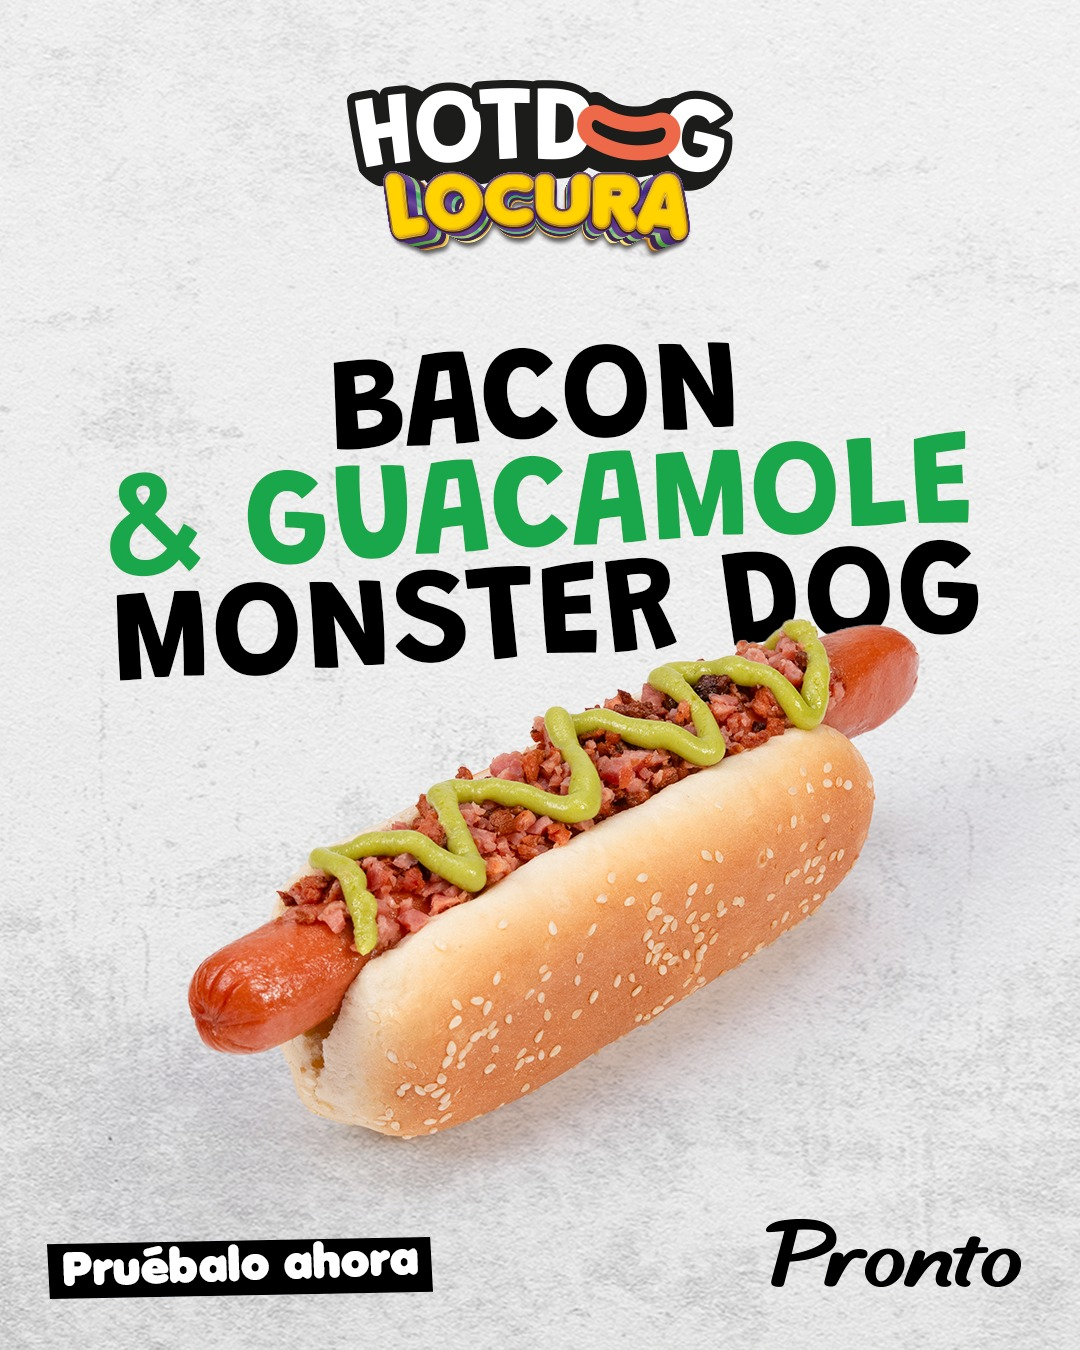 HOTDOG
LOCURA
BACON
& GUACAMOLE
MONSTER DOG
Pruébalo ahora
Pronto